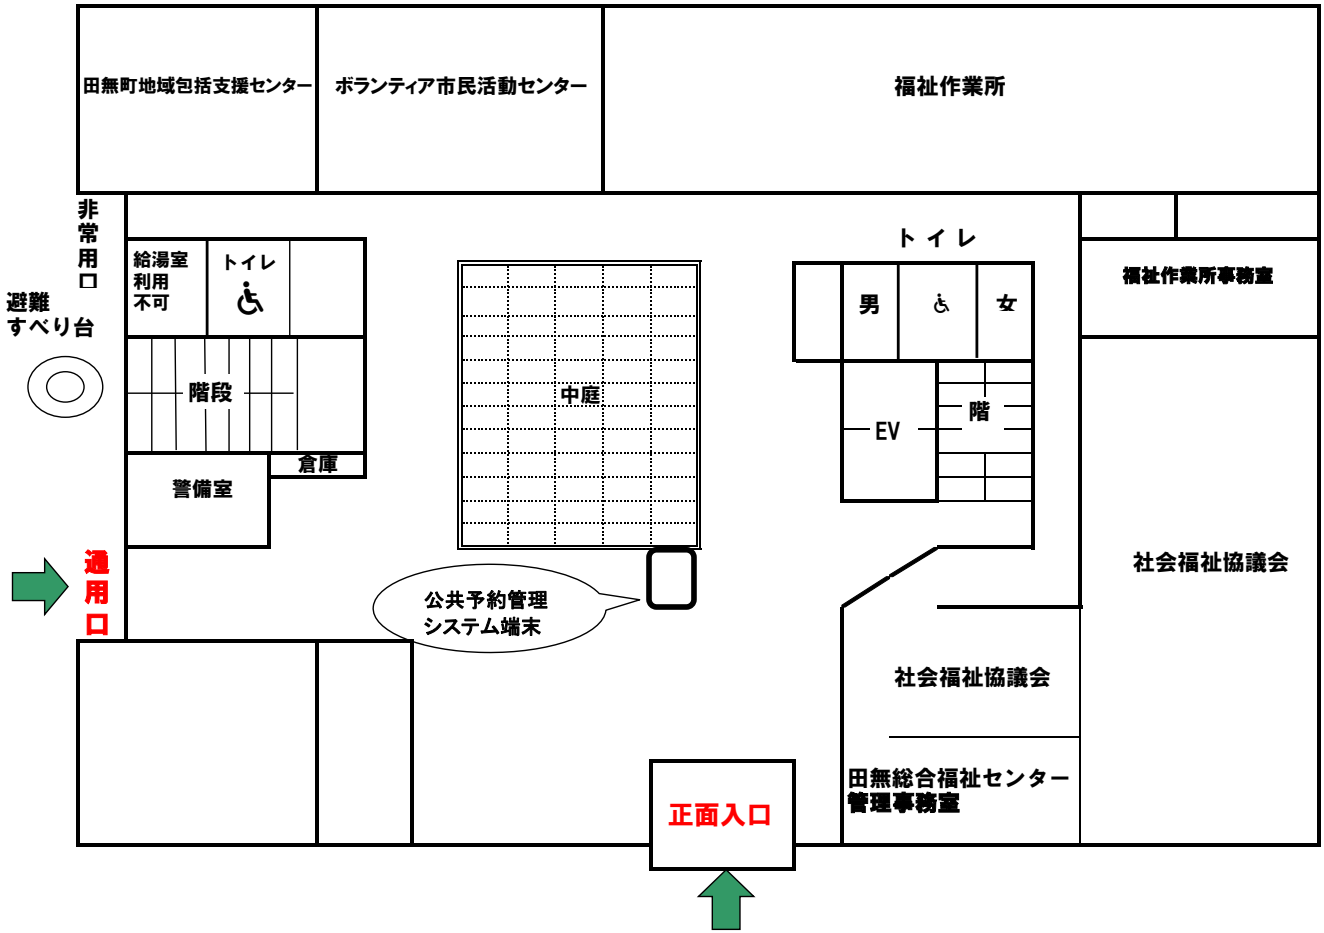 田無町地域包括支援センター
ボランティア市民活動センター
福祉作業所
非常用口
避難
すべり台
給湯室
利用
不可
トイレ
トイレ
男
女
福祉作業所事務室
階段
中庭
EV
階
倉庫
警備室
通用口
公共予約管理
システム端末
社会福祉協議会
社会福祉協議会
田無総合福祉センター
管理事務室
正面入口